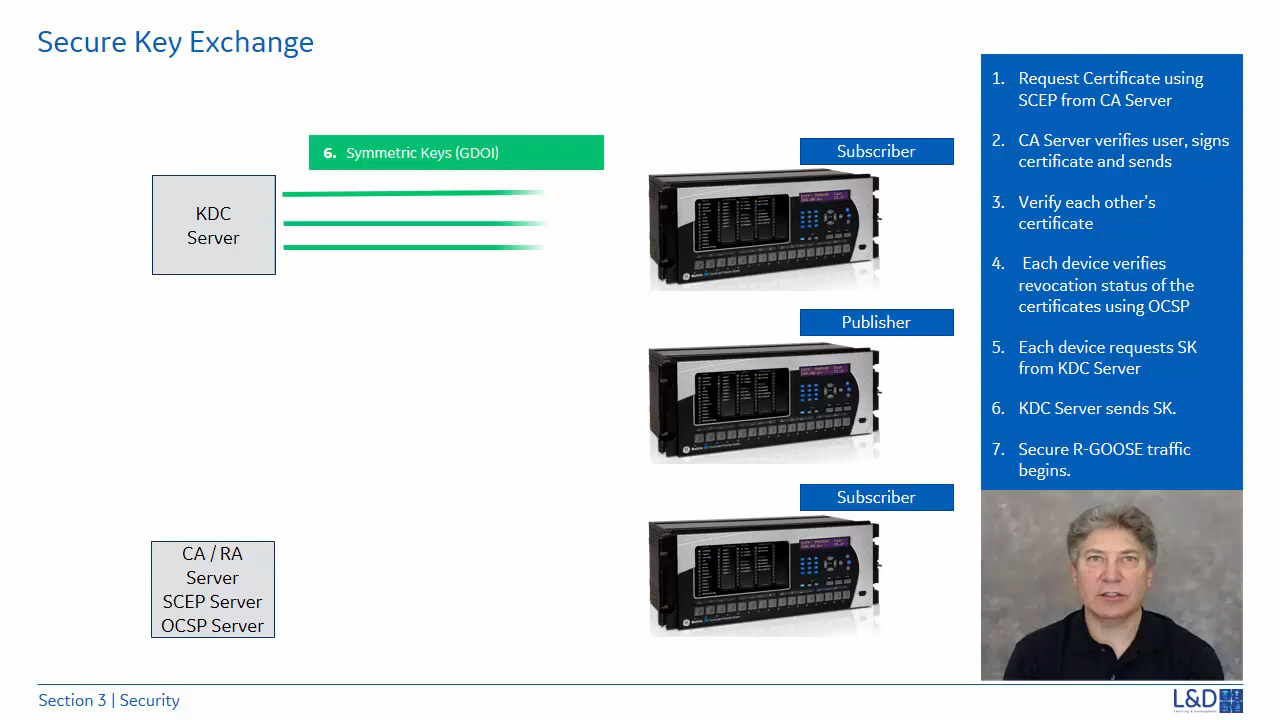 Secure Key Exchange
6. Symmetric Keys (GDOI)
KDC
Server
Subscriber
Publisher
Subscriber
CA / RA
Server
SCEP Server
OCSP Server
1. Request Certificate using
SCEP from CA Server
2. CA Server verifies user, signs
certificate and sends
3. Verify each other's
certificate
4. Each device verifies
revocation status of the
certificates using OCSP
5. Each device requests SK
from KDC Server
6. KDC Server sends SK.
7. Secure R-GOOSE traffic
begins.
Section 3 | Security
L&D